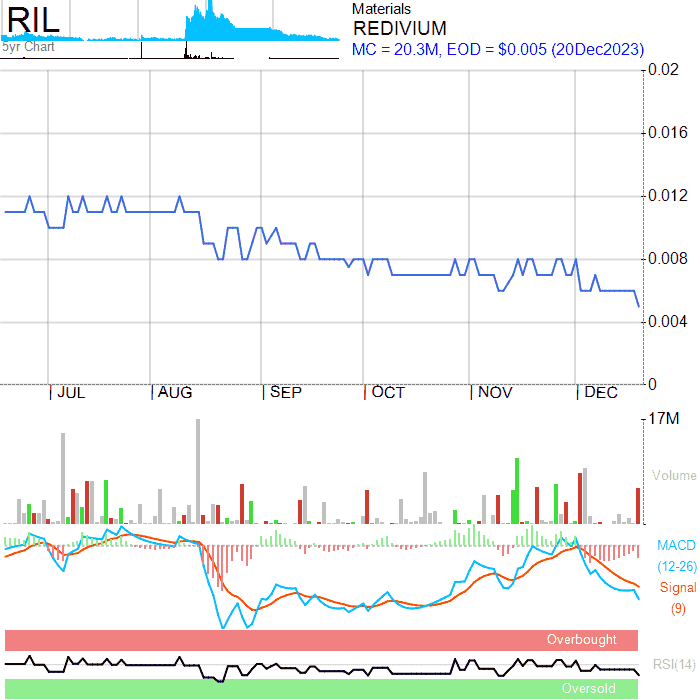 RIL
5yr Chart
Materials
REDIVIUM
MC = 20.3M, EOD = $0.005 (20Dec2023)
0.02
0.016
0.012
0.008
0.004
0
JUL AUG SEP OCT NOV DEC
17M
Volume
MACD
(12-26)
Signal
(9)
Overbought
RSI(14)
Oversold